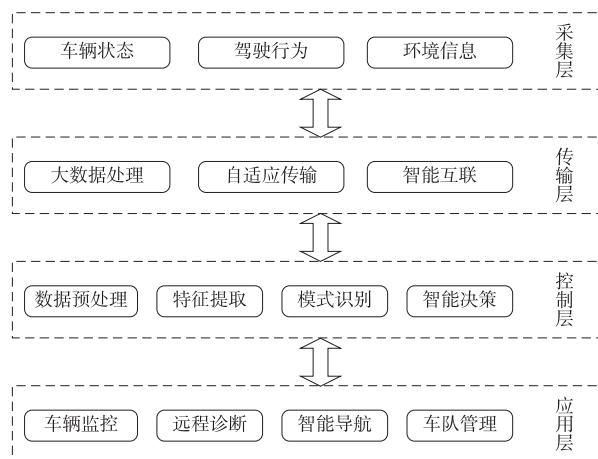 车辆状态 驾驶行为 环境信息 采集层
大数据处理 自适应传输 智能互联 传输层
数据预处理 特征提取 模式识别 智能决策 控制层
车辆监控 远程诊断 智能导航 车队管理 应用层